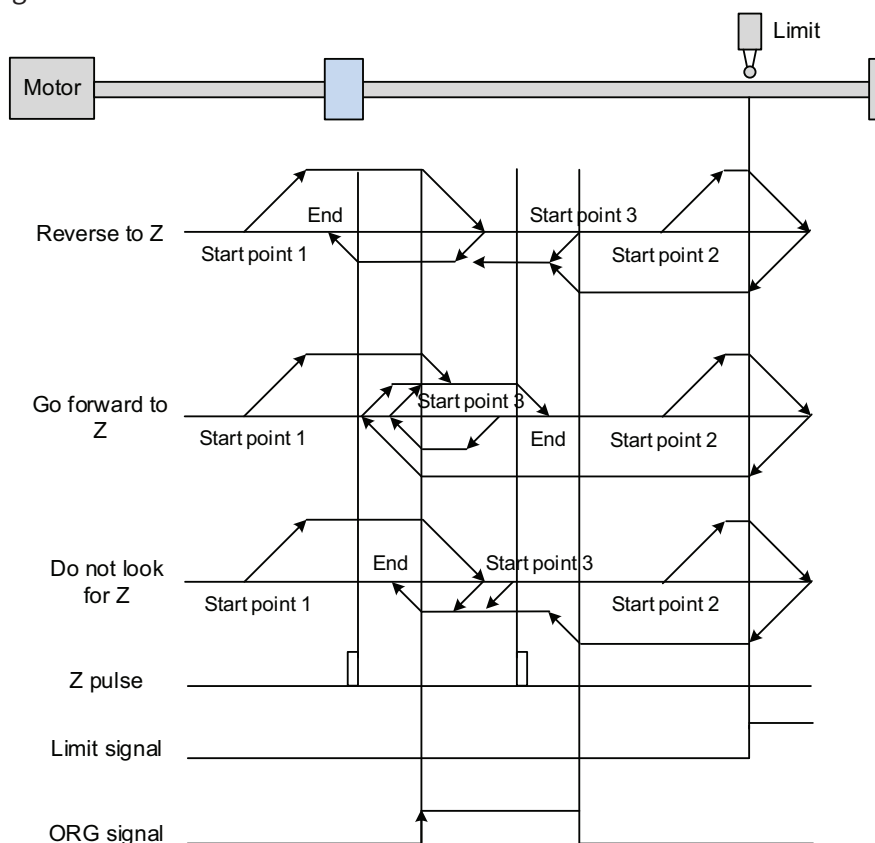 Limit
Motor
Start point 3
End
Reverse to Z
Start point 1
Start point 2
Go forward to
Z
Start point 3
Start point 1
End
Start point 2
End
Start point 3
Do not look
for Z
Start point 1
Start point 2
Z pulse
Limit signal
ORG signal